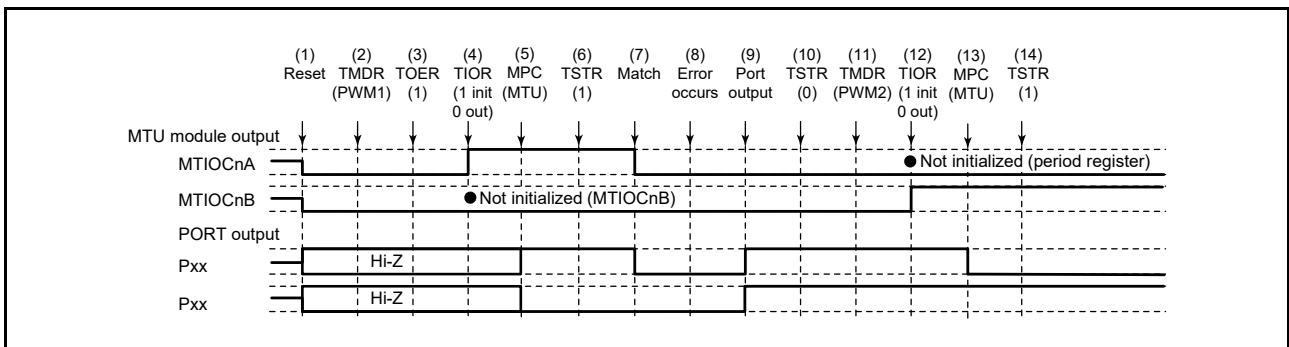 (1) (2) (3) (4) (5) (6) (7) (8) (9) (10) (11) (12) (13) (14)
Reset TMDR TOER TIOR MPC TSTR Match Error Port TSTR TMDR TIOR MPC TSTR
(PWM1) (1) (1 init (MTU) (1) occurs output (0) (PWM2) (1 init (MTU) (1)
0 out) 0 out)
MTU module output
MTIOCnA ● Not initialized (period register)
MTIOCnB ● Not initialized (MTIOCnB)
PORT output
Pxx Hi-Z
Pxx Hi-Z